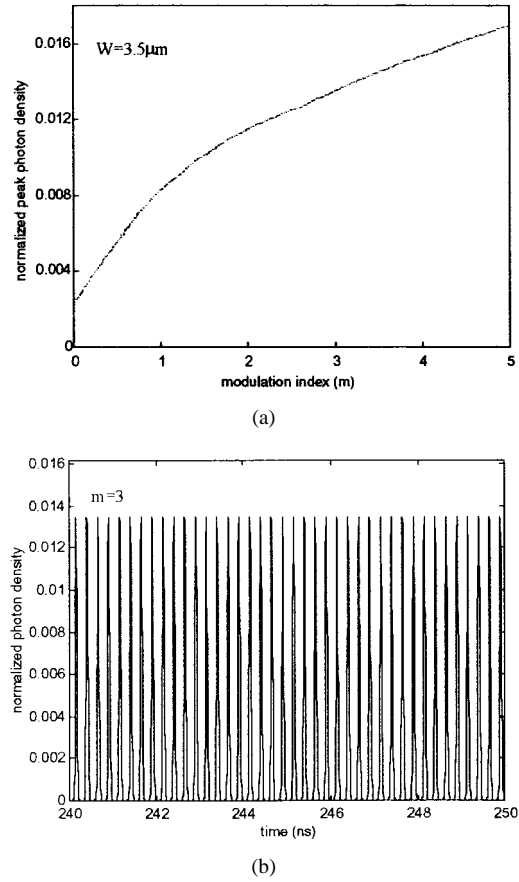 0.016
W=3.5µm
0.012
0.008
0.004
0
normalized peak photon density
0 1 2 3 4 5
modulation index (m)
(a)
0.016
m=3
0.014
0.012
0.01
0.008
0.006
0.004
0.002
0
normalized photon density
240 242 244 246 248 250
time (ns)
(b)